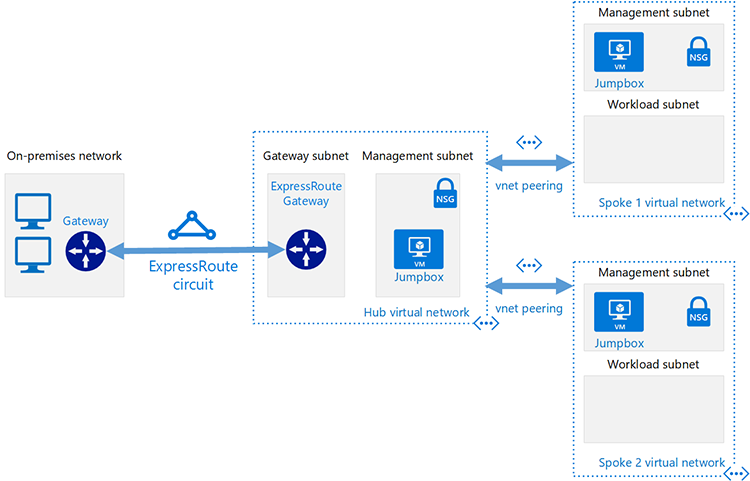 On-premises network
Gateway
ExpressRoute
circuit
Gateway subnet
ExpressRoute
Gateway
Management subnet
NSG
VM
Jumpbox
Hub virtual network
vnet peering
vnet peering
Management subnet
VM
NSG
Jumpbox
Workload subnet
Spoke 1 virtual network
Management subnet
VM
NSG
Jumpbox
Workload subnet
Spoke 2 virtual network